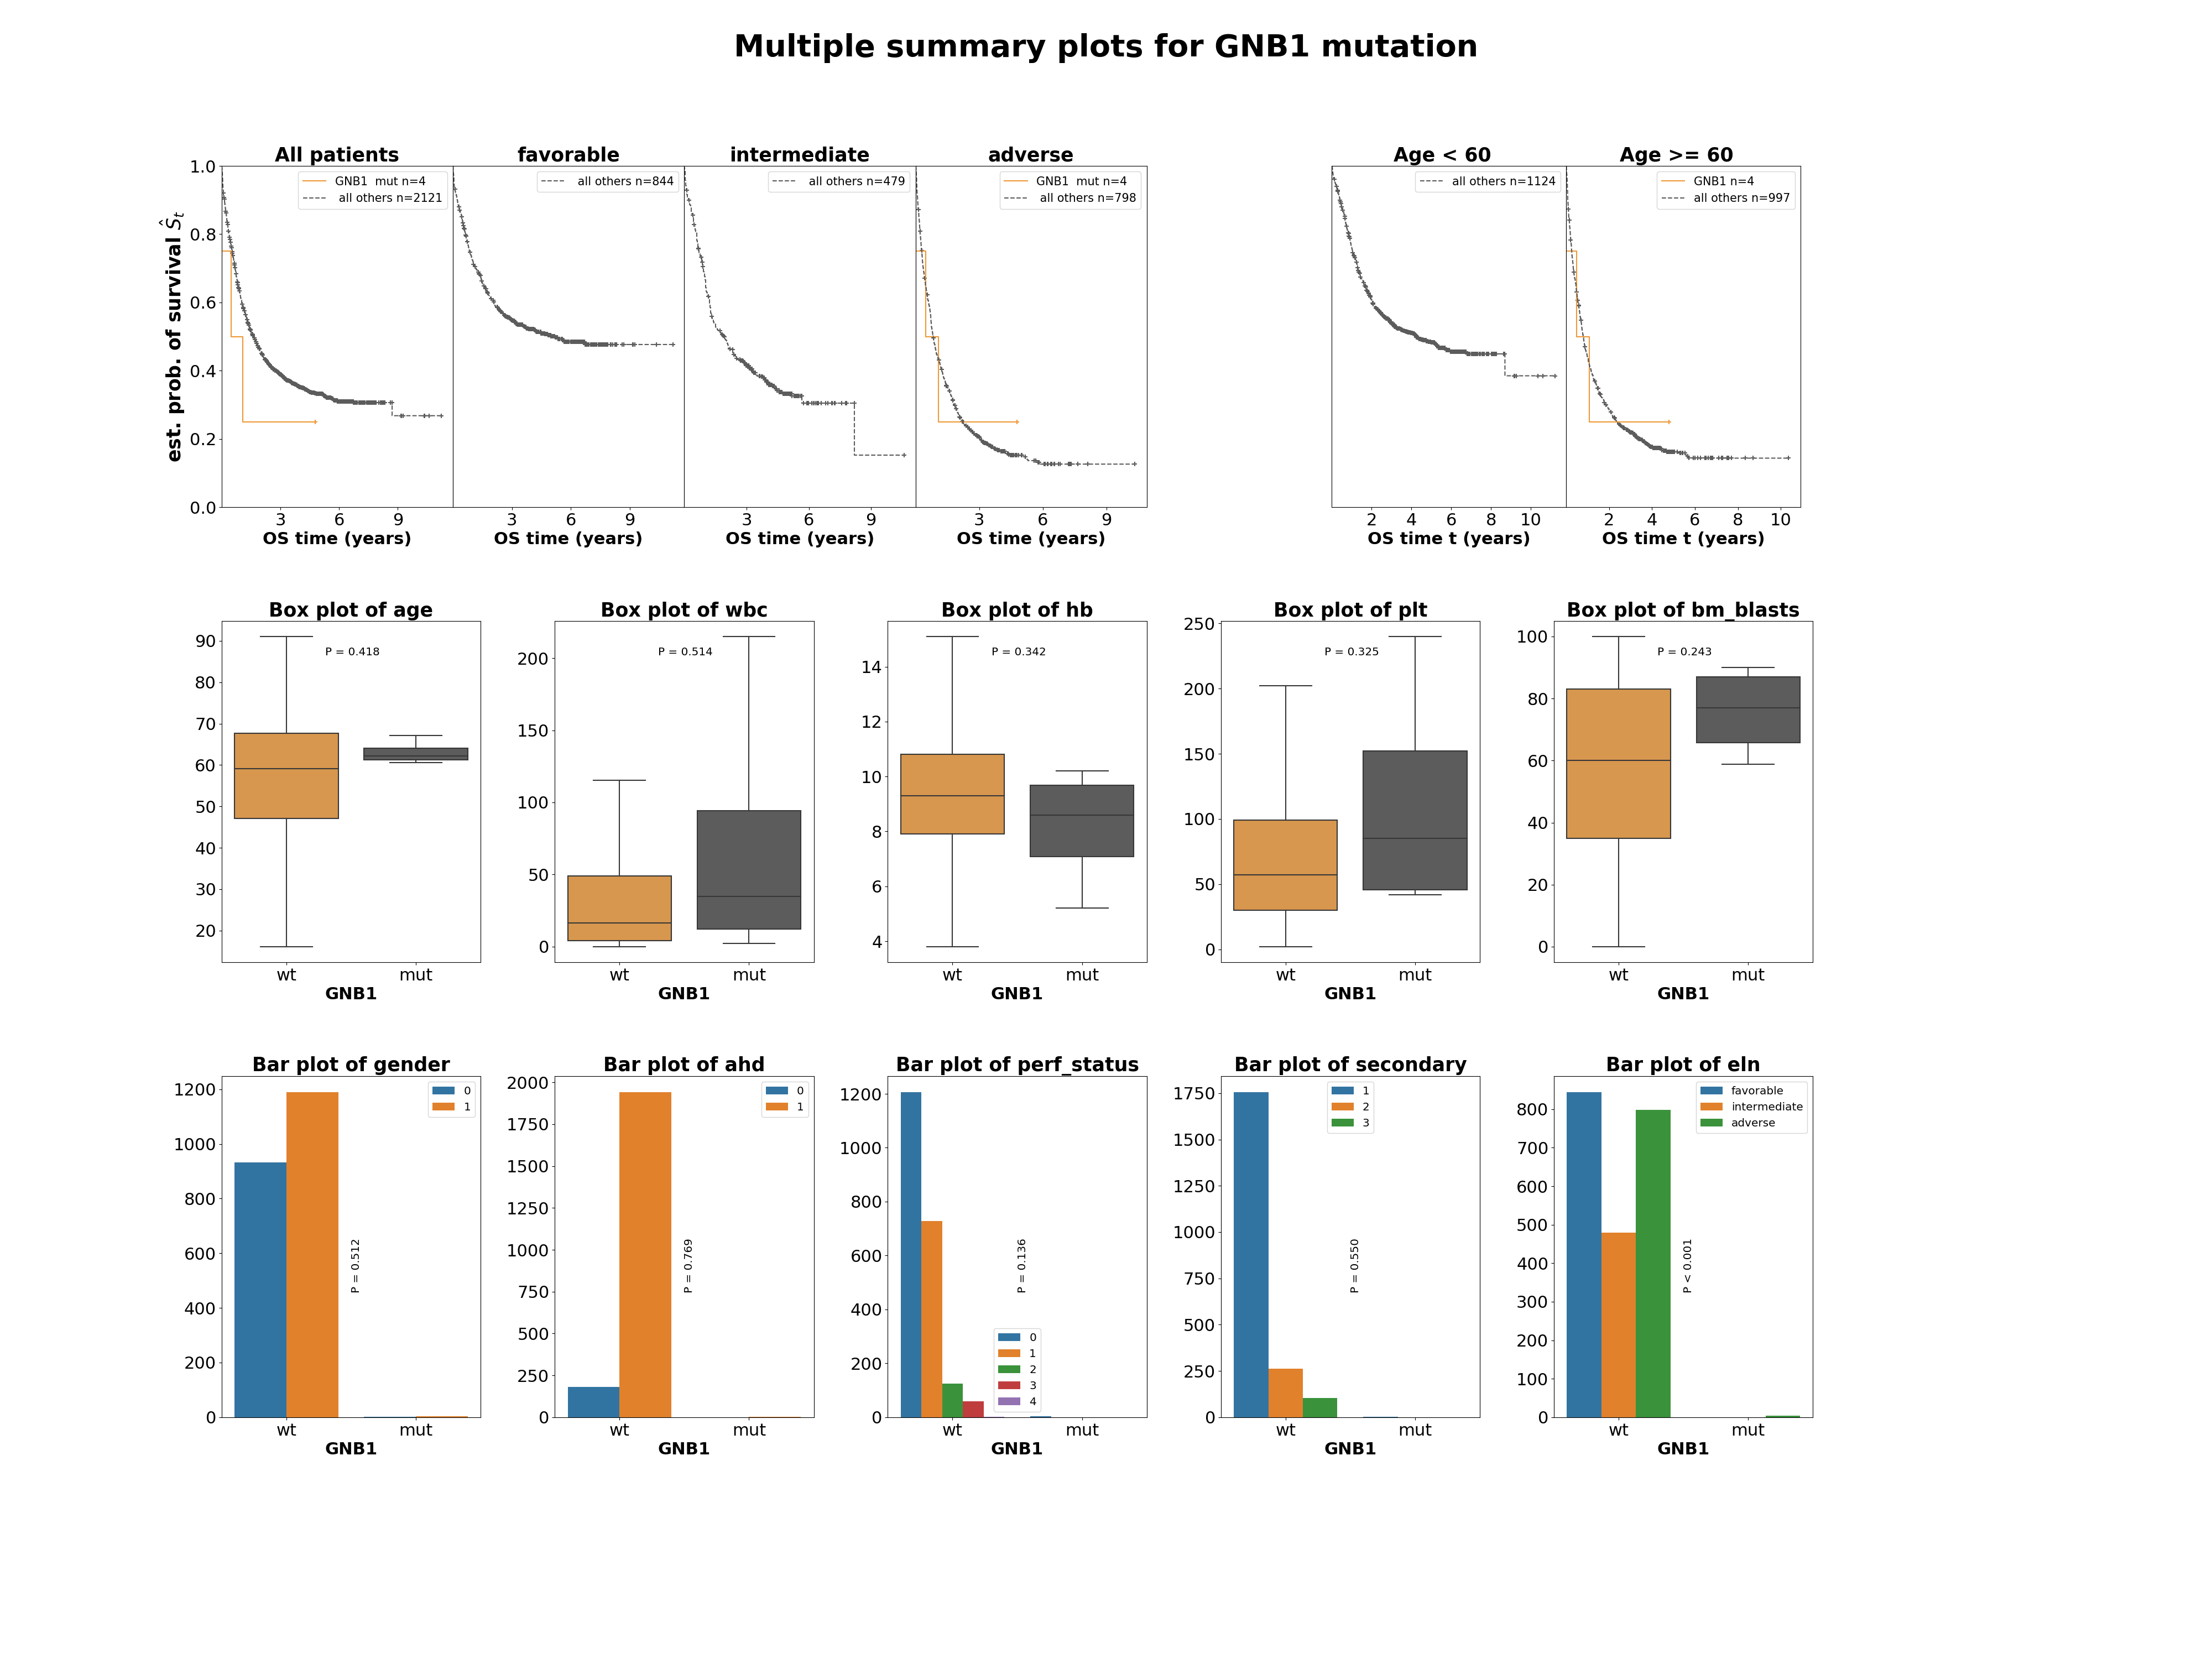 Multiple summary plots for GNB1 mutation
All patients
favorable
intermediate
adverse
Age < 60
Age >= 60
est. prob. of survival Ŝt
1.0
0.8
0.6
0.4
0.2
0.0
GNB1  mut n=4
all others n=2121
all others n=844
all others n=479
GNB1  mut n=4
all others n=798
all others n=1124
GNB1 n=4
all others n=997
3 6 9
3 6 9
3 6 9
3 6 9
2 4 6 8 10
2 4 6 8 10
OS time (years)
OS time (years)
OS time (years)
OS time (years)
OS time t (years)
OS time t (years)
Box plot of age
90
80
70
60
50
40
30
20
P = 0.418
wt mut
GNB1
Box plot of wbc
200
150
100
50
0
P = 0.514
wt mut
GNB1
Box plot of hb
14
12
10
8
6
4
P = 0.342
wt mut
GNB1
Box plot of plt
250
200
150
100
50
0
P = 0.325
wt mut
GNB1
Box plot of bm_blasts
100
80
60
40
20
0
P = 0.243
wt mut
GNB1
Bar plot of gender
1200
1000
800
600
400
200
0
0
1
P = 0.512
wt mut
GNB1
Bar plot of ahd
2000
1750
1500
1250
1000
750
500
250
0
0
1
P = 0.769
wt mut
GNB1
Bar plot of perf_status
1200
1000
800
600
400
200
0
P = 0.136
0
1
2
3
4
wt mut
GNB1
Bar plot of secondary
1750
1500
1250
1000
750
500
250
0
1
2
3
P = 0.550
wt mut
GNB1
Bar plot of eln
800
700
600
500
400
300
200
100
0
favorable
intermediate
adverse
P < 0.001
wt mut
GNB1